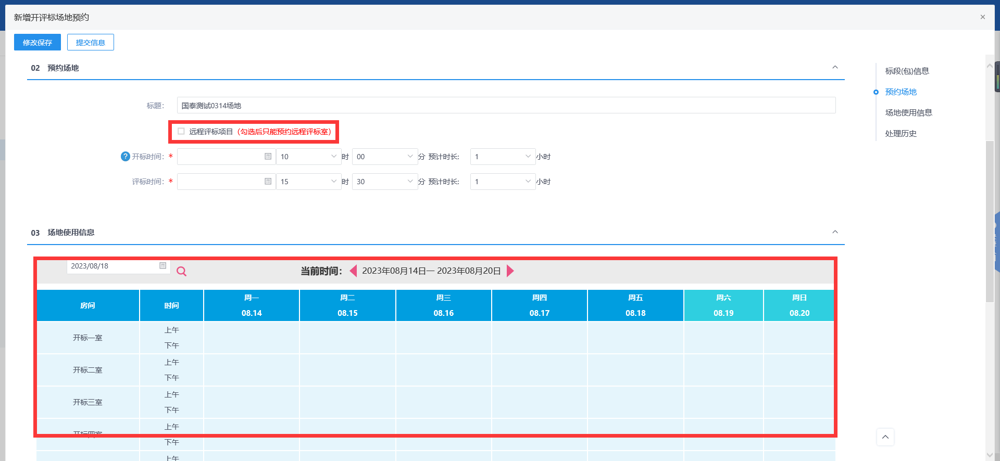 新增开评标场地预约
×
修改保存
提交信息
02 预约场地
标题：
国泰测试0314场地
远程评标项目（勾选后只能预约远程评标室）
? 开标时间：* 10 时 00 分 预计时长: 1 小时
评标时间：* 15 时 30 分 预计时长: 1 小时
标段(包)信息
预约场地
场地使用信息
处理历史
03 场地使用信息
2023/08/18
当前时间： 2023年08月14日— 2023年08月20日
房间 时间 周一 08.14 周二 08.15 周三 08.16 周四 08.17 周五 08.18 周六 08.19 周日 08.20
开标一室
上午
下午
开标二室
上午
下午
开标三室
上午
下午
开标四室
上午
下午
上午